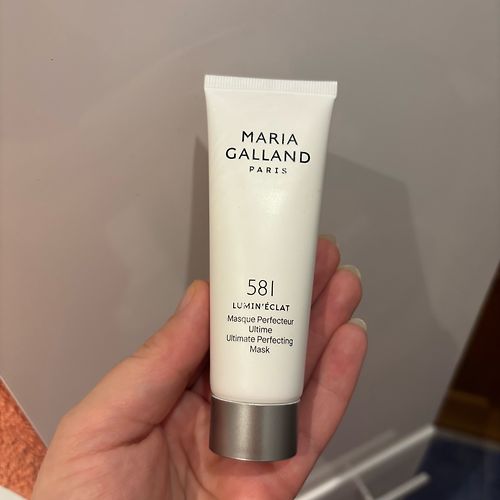 MARIA
GALLAND
PARIS
581
LUMIN'ÉCLAT
Masque Perfecteur
Ultime
Ultimate Perfecting
Mask